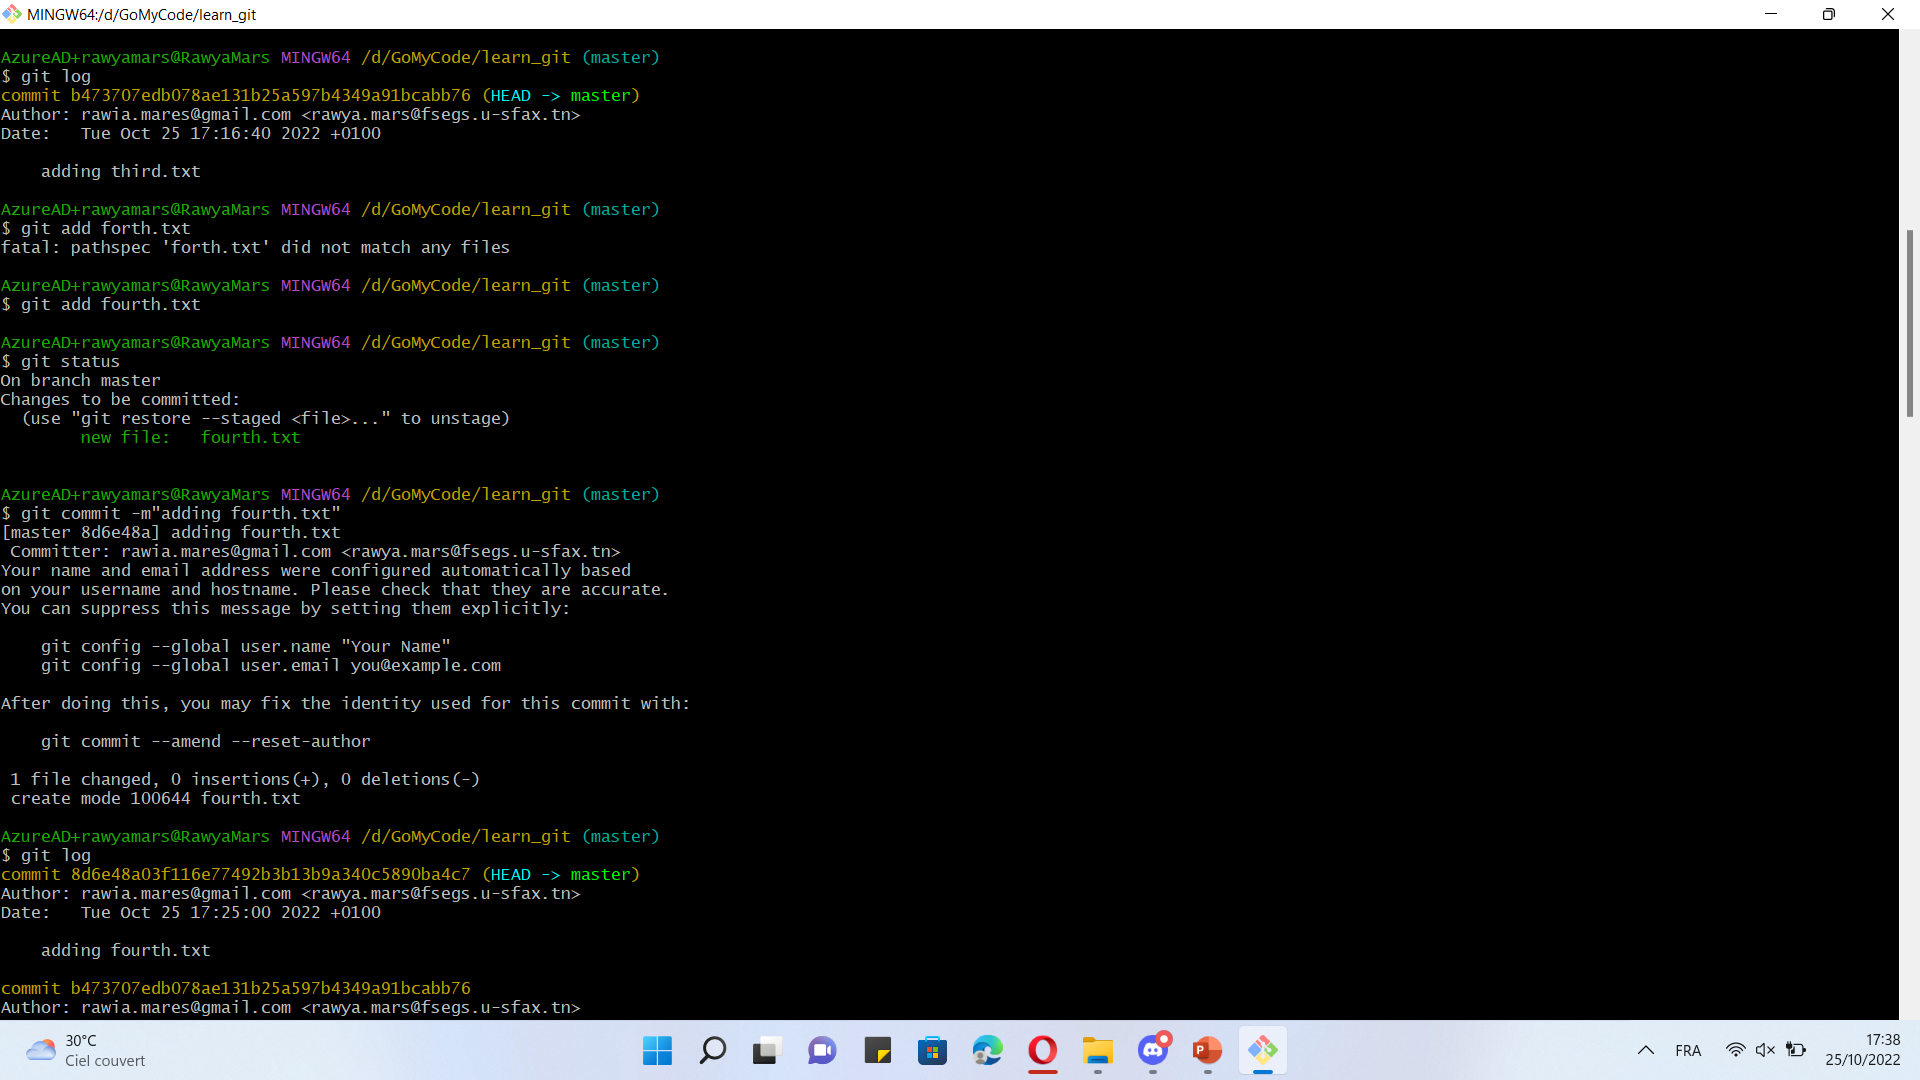 MINGW64:/d/GoMyCode/learn_git
AzureAD+rawyamars@RawyaMars MINGW64 /d/GoMyCode/learn_git (master)
$ git log
commit b473707edb078ae131b25a597b4349a91bcabb76 (HEAD -> master)
Author: rawia.mares@gmail.com <rawya.mars@fsegs.u-sfax.tn>
Date:   Tue Oct 25 17:16:40 2022 +0100
    adding third.txt
AzureAD+rawyamars@RawyaMars MINGW64 /d/GoMyCode/learn_git (master)
$ git add forth.txt
fatal: pathspec 'forth.txt' did not match any files
AzureAD+rawyamars@RawyaMars MINGW64 /d/GoMyCode/learn_git (master)
$ git add fourth.txt
AzureAD+rawyamars@RawyaMars MINGW64 /d/GoMyCode/learn_git (master)
$ git status
On branch master
Changes to be committed:
  (use "git restore --staged <file>..." to unstage)
        new file:   fourth.txt
AzureAD+rawyamars@RawyaMars MINGW64 /d/GoMyCode/learn_git (master)
$ git commit -m"adding fourth.txt"
[master 8d6e48a] adding fourth.txt
 Committer: rawia.mares@gmail.com <rawya.mars@fsegs.u-sfax.tn>
Your name and email address were configured automatically based
on your username and hostname. Please check that they are accurate.
You can suppress this message by setting them explicitly:
    git config --global user.name "Your Name"
    git config --global user.email you@example.com
After doing this, you may fix the identity used for this commit with:
    git commit --amend --reset-author
 1 file changed, 0 insertions(+), 0 deletions(-)
 create mode 100644 fourth.txt
AzureAD+rawyamars@RawyaMars MINGW64 /d/GoMyCode/learn_git (master)
$ git log
commit 8d6e48a03f116e77492b3b13b9a340c5890ba4c7 (HEAD -> master)
Author: rawia.mares@gmail.com <rawya.mars@fsegs.u-sfax.tn>
Date:   Tue Oct 25 17:25:00 2022 +0100
    adding fourth.txt
commit b473707edb078ae131b25a597b4349a91bcabb76
Author: rawia.mares@gmail.com <rawya.mars@fsegs.u-sfax.tn>
30°C
Ciel couvert
P
FRA
17:38
25/10/2022